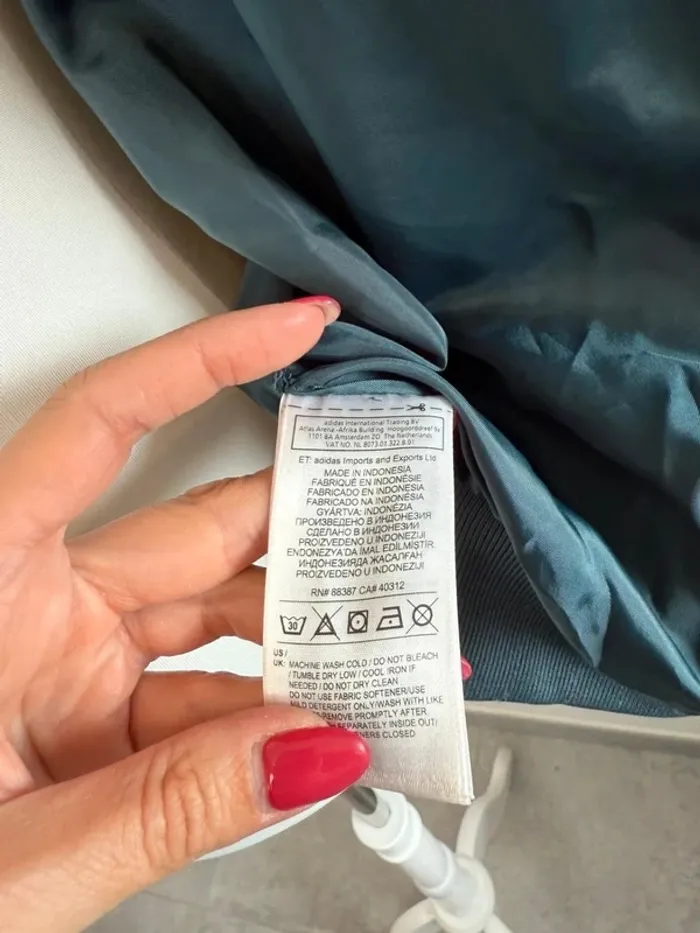 adidas International Trading BV
Atlas Arena -Afrika Building Hoogoorddreef 9a
1101 BA Amsterdam ZO The Netherlands
VAT NO. NL 8073.01.322.B.01
ET: adidas Imports and Exports Ltd
MADE IN INDONESIA
FABRIQUÉ EN INDONÉSIE
FABRICADO EN INDONESIA
FABRICADO NA INDONÉSIA
GYÁRTVA: INDONÉZIA
ПРОИЗВЕДЕНО В ИНДОНЕЗИЯ
СДЕЛАНО В ИНДОНЕЗИИ
PROIZVEDENO U INDONEZIJI
ENDONEZYA'DA İMAL EDİLMİŞTİR.
ИНДОНЕЗИЯДА ЖАСАЛҒАН
PROIZVEDENO U INDONEZIJI
RN# 88387 CA# 40312
30
US /
UK: MACHINE WASH COLD / DO NOT BLEACH
/ TUMBLE DRY LOW / COOL IRON IF
NEEDED / DO NOT DRY CLEAN
DO NOT USE FABRIC SOFTENER/USE
MILD DETERGENT ONLY/WASH WITH LIKE
REMOVE PROMPTLY AFTER
SEPARATELY INSIDE OUT/
CLOSED